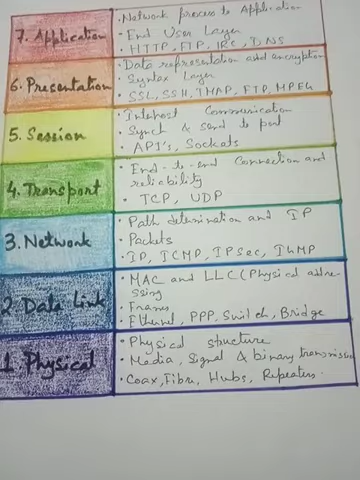 7. Application
• Network process to Application
• End User Layer
• HTTP, FTP, IRS, DNS
6. Presentation
Data representation and encryption
• Syntax Layer
• SSL, SSH, IMAP, FTP, MPEG
5. Session
• Interhost Communication
• Synch & send to port
• API's, Sockets
4. Transport
• End-to-end Connection and
reliability
• TCP, UDP
3. Network
• Path determination and IP
• Packets
• IP, ICMP, IPSec, IGMP
2 Data Link
• MAC and LLC (Physical addre-
ssing
• Frames
• Ethernet, PPP, Switch, Bridge
1. Physical
• Physical structure
• Media, Signal & binary transmission
• Coax, Fibre, Hubs, Repeaters.